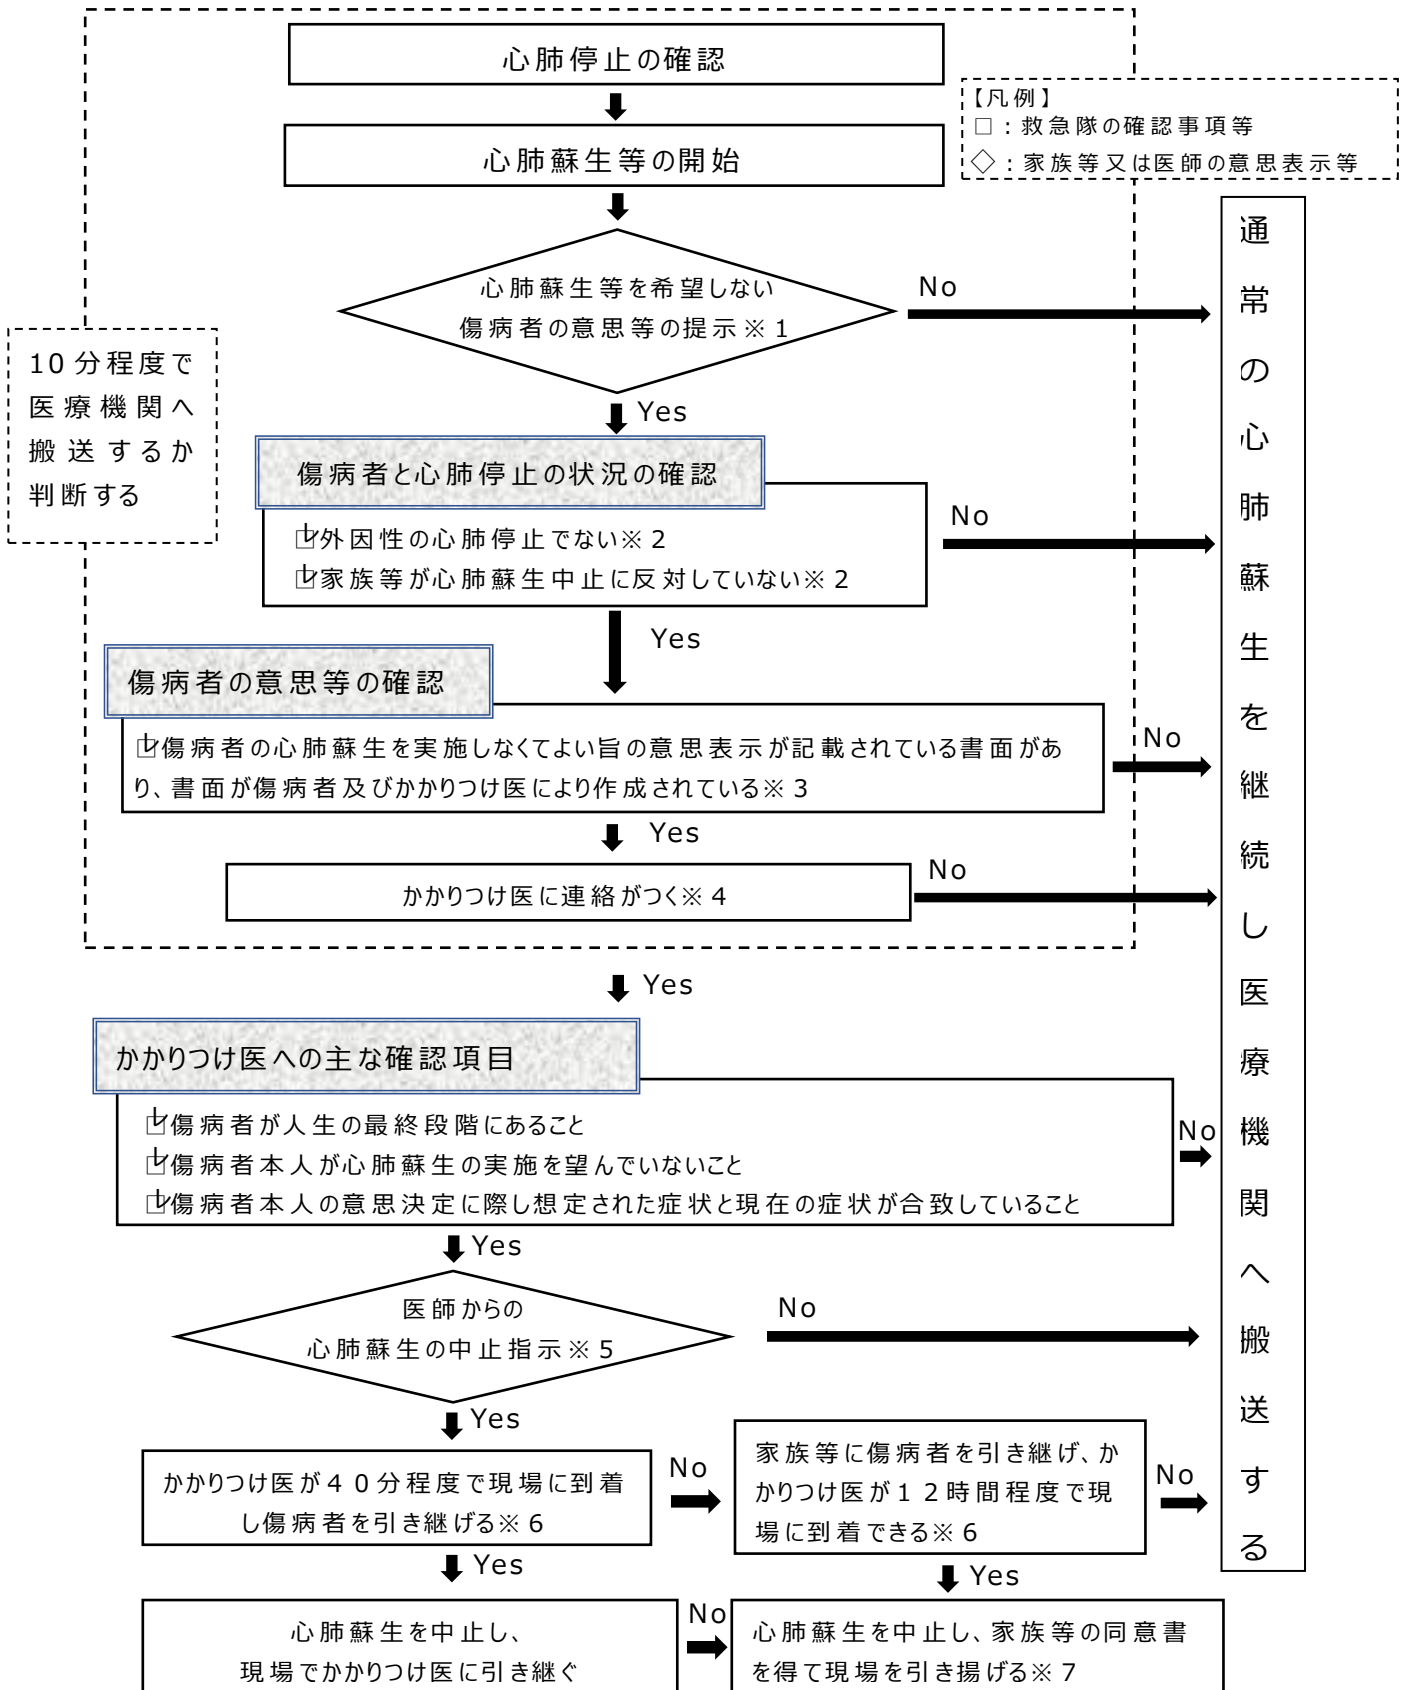 心肺停止の確認
【凡例】
□：救急隊の確認事項等
◇：家族等又は医師の意思表示等
心肺蘇生等の開始
心肺蘇生等を希望しない
傷病者の意思等の提示※１
No
Yes
10分程度で
医療機関へ
搬送するか
判断する
傷病者と心肺停止の状況の確認
外因性の心肺停止でない※２
家族等が心肺蘇生中止に反対していない※２
No
Yes
傷病者の意思等の確認
傷病者の心肺蘇生を実施しなくてよい旨の意思表示が記載されている書面があ
り、書面が傷病者及びかかりつけ医により作成されている※３
No
Yes
かかりつけ医に連絡がつく※４
No
Yes
かかりつけ医への主な確認項目
傷病者が人生の最終段階にあること
傷病者本人が心肺蘇生の実施を望んでいないこと
傷病者本人の意思決定に際し想定された症状と現在の症状が合致していること
No
Yes
医師からの
心肺蘇生の中止指示※５
No
Yes
かかりつけ医が４０分程度で現場に到着
し傷病者を引き継げる※６
No
家族等に傷病者を引き継げ、か
かりつけ医が１２時間程度で現
場に到着できる※６
No
Yes
Yes
心肺蘇生を中止し、
現場でかかりつけ医に引き継ぐ
No
心肺蘇生を中止し、家族等の同意書
を得て現場を引き揚げる※７
通常の心肺蘇生を継続し医療機関へ搬送する